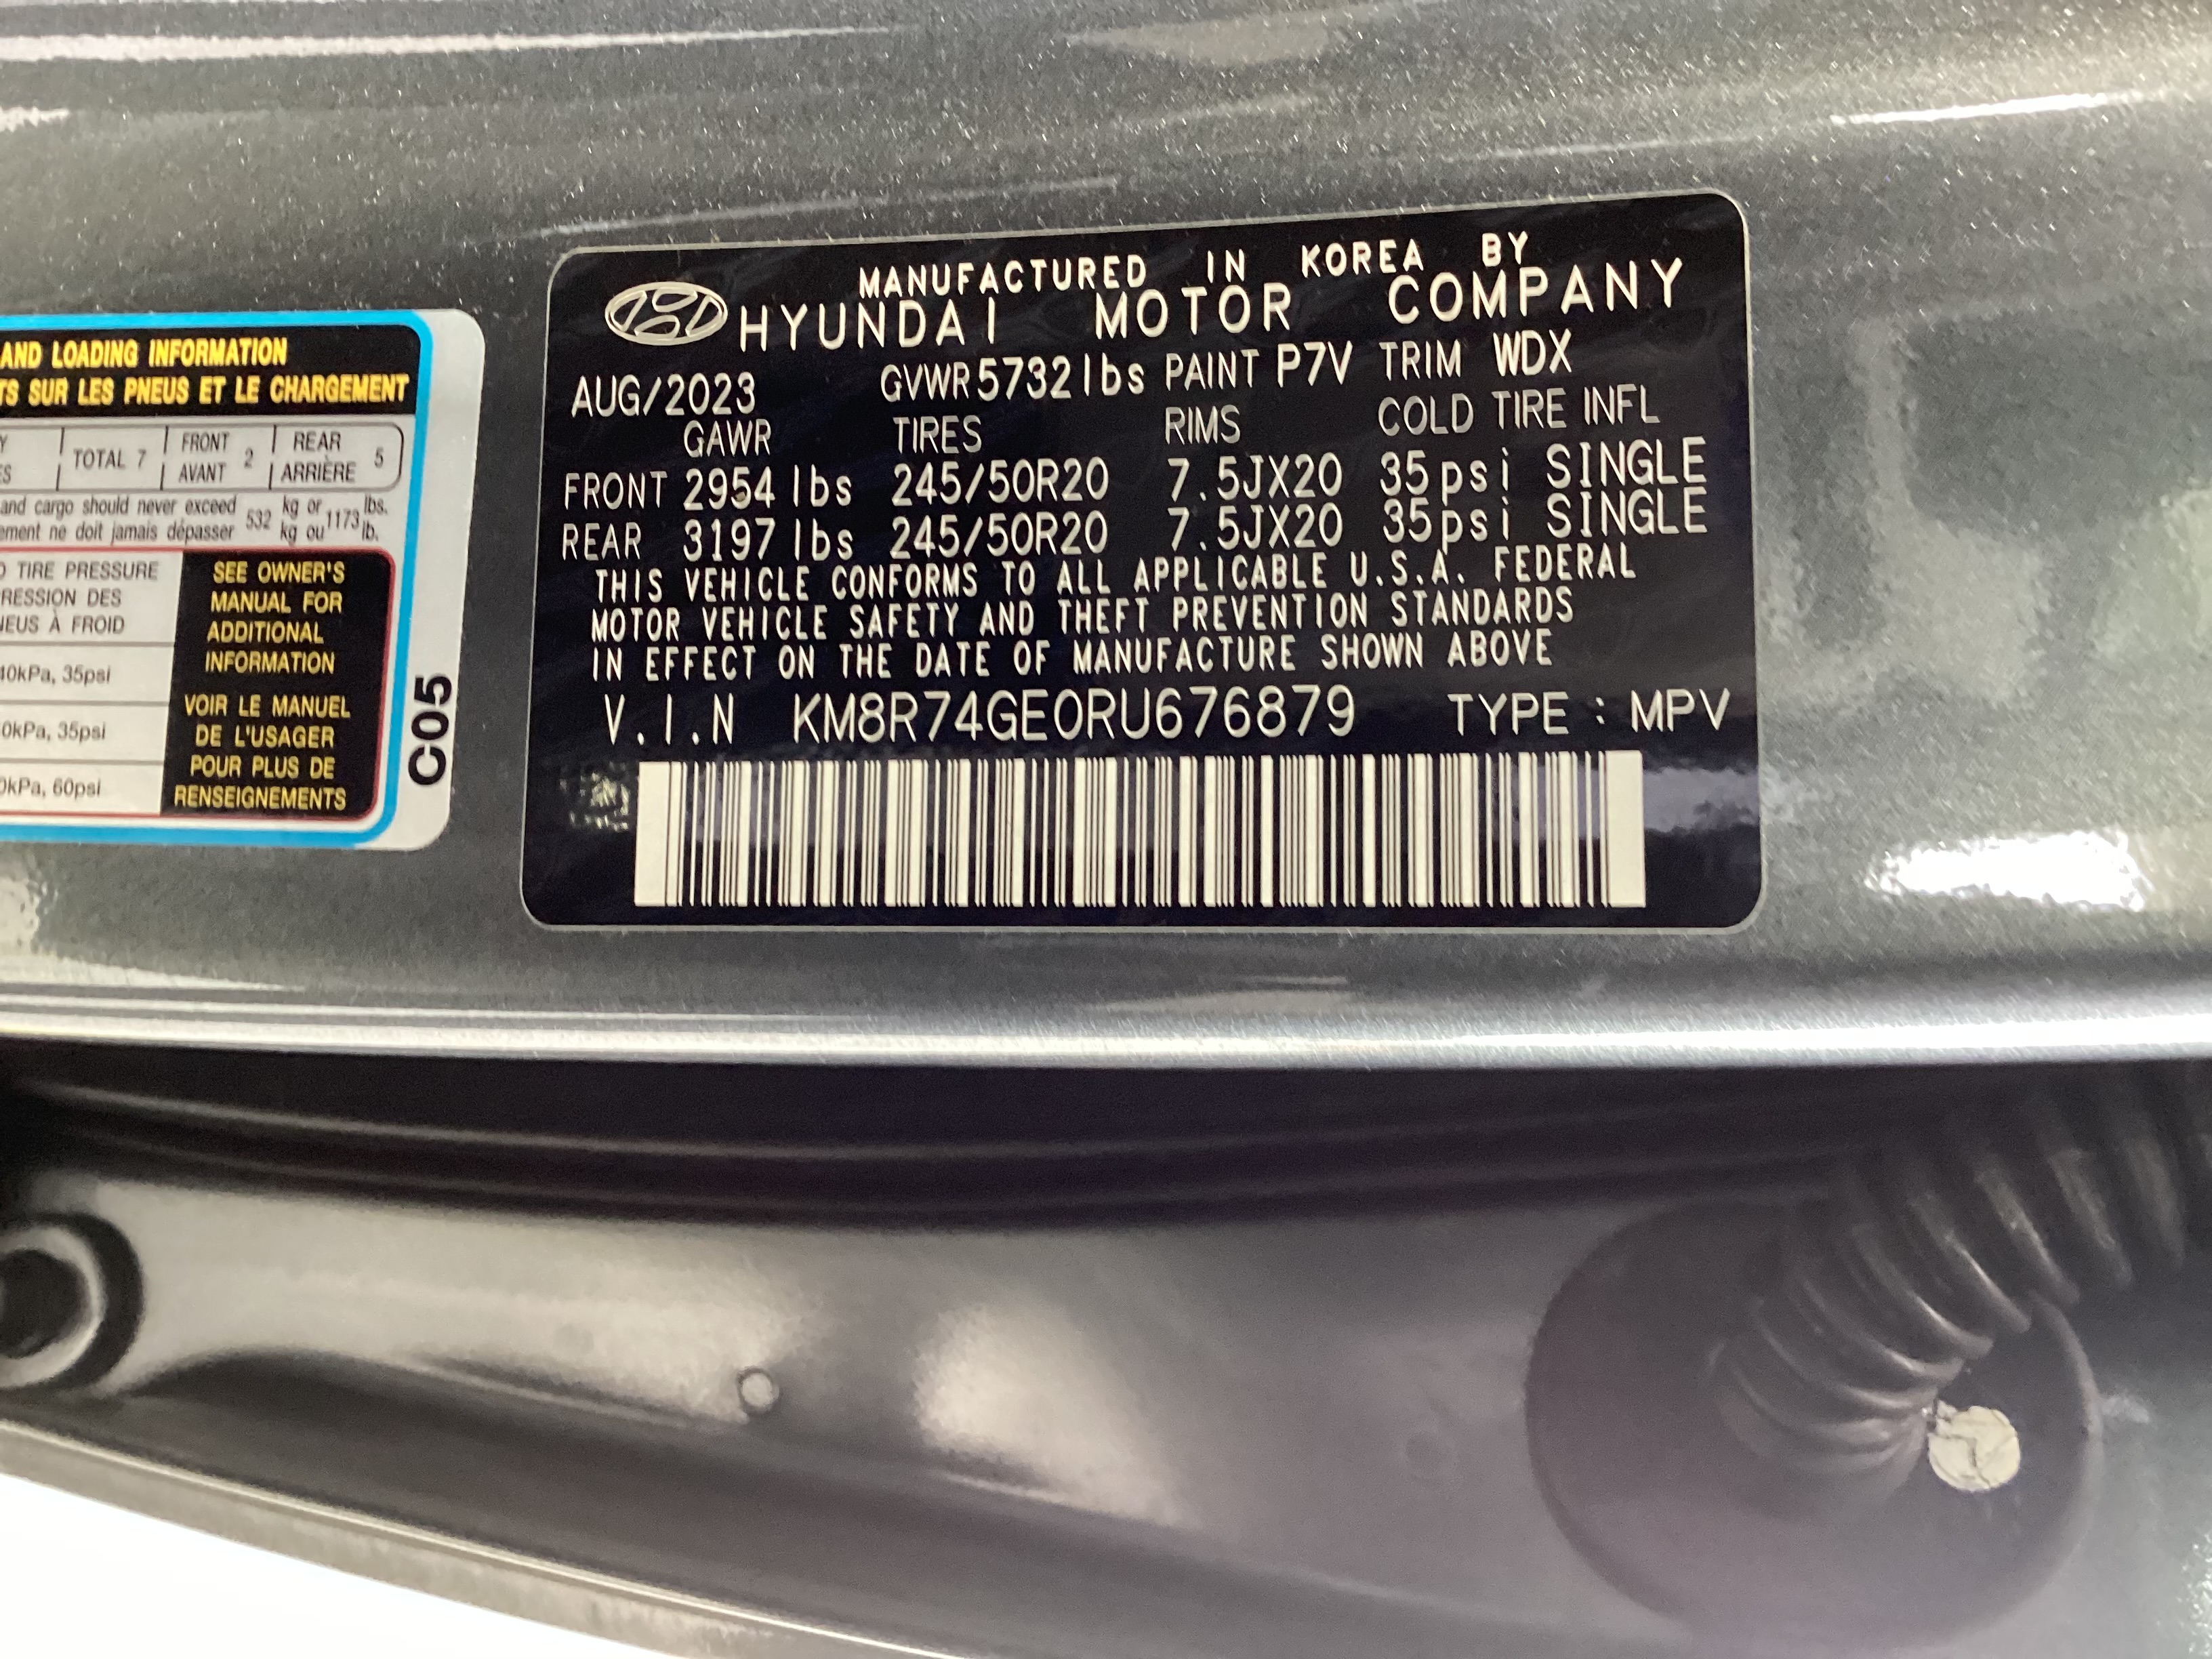 AND LOADING INFORMATION
TS SUR LES PNEUS ET LE CHARGEMENT
TOTAL 7 FRONT AVANT 2 REAR ARRIÈRE 5
and cargo should never exceed 532 kg or 1173 lbs.
ement ne doit jamais dépasser kg ou lb.
TIRE PRESSURE
RESSION DES
NEUS À FROID
40kPa, 35psi
0kPa, 35psi
0kPa, 60psi
SEE OWNER'S
MANUAL FOR
ADDITIONAL
INFORMATION
VOIR LE MANUEL
DE L'USAGER
POUR PLUS DE
RENSEIGNEMENTS
C05
MANUFACTURED IN KOREA BY
HYUNDAI MOTOR COMPANY
AUG/2023 GVWR 5732 lbs PAINT P7V TRIM WDX
GAWR TIRES RIMS COLD TIRE INFL
FRONT 2954 lbs 245/50R20 7.5JX20 35psi SINGLE
REAR 3197 lbs 245/50R20 7.5JX20 35psi SINGLE
THIS VEHICLE CONFORMS TO ALL APPLICABLE U.S.A. FEDERAL
MOTOR VEHICLE SAFETY AND THEFT PREVENTION STANDARDS
IN EFFECT ON THE DATE OF MANUFACTURE SHOWN ABOVE
V.I.N KM8R74GE0RU676879 TYPE : MPV